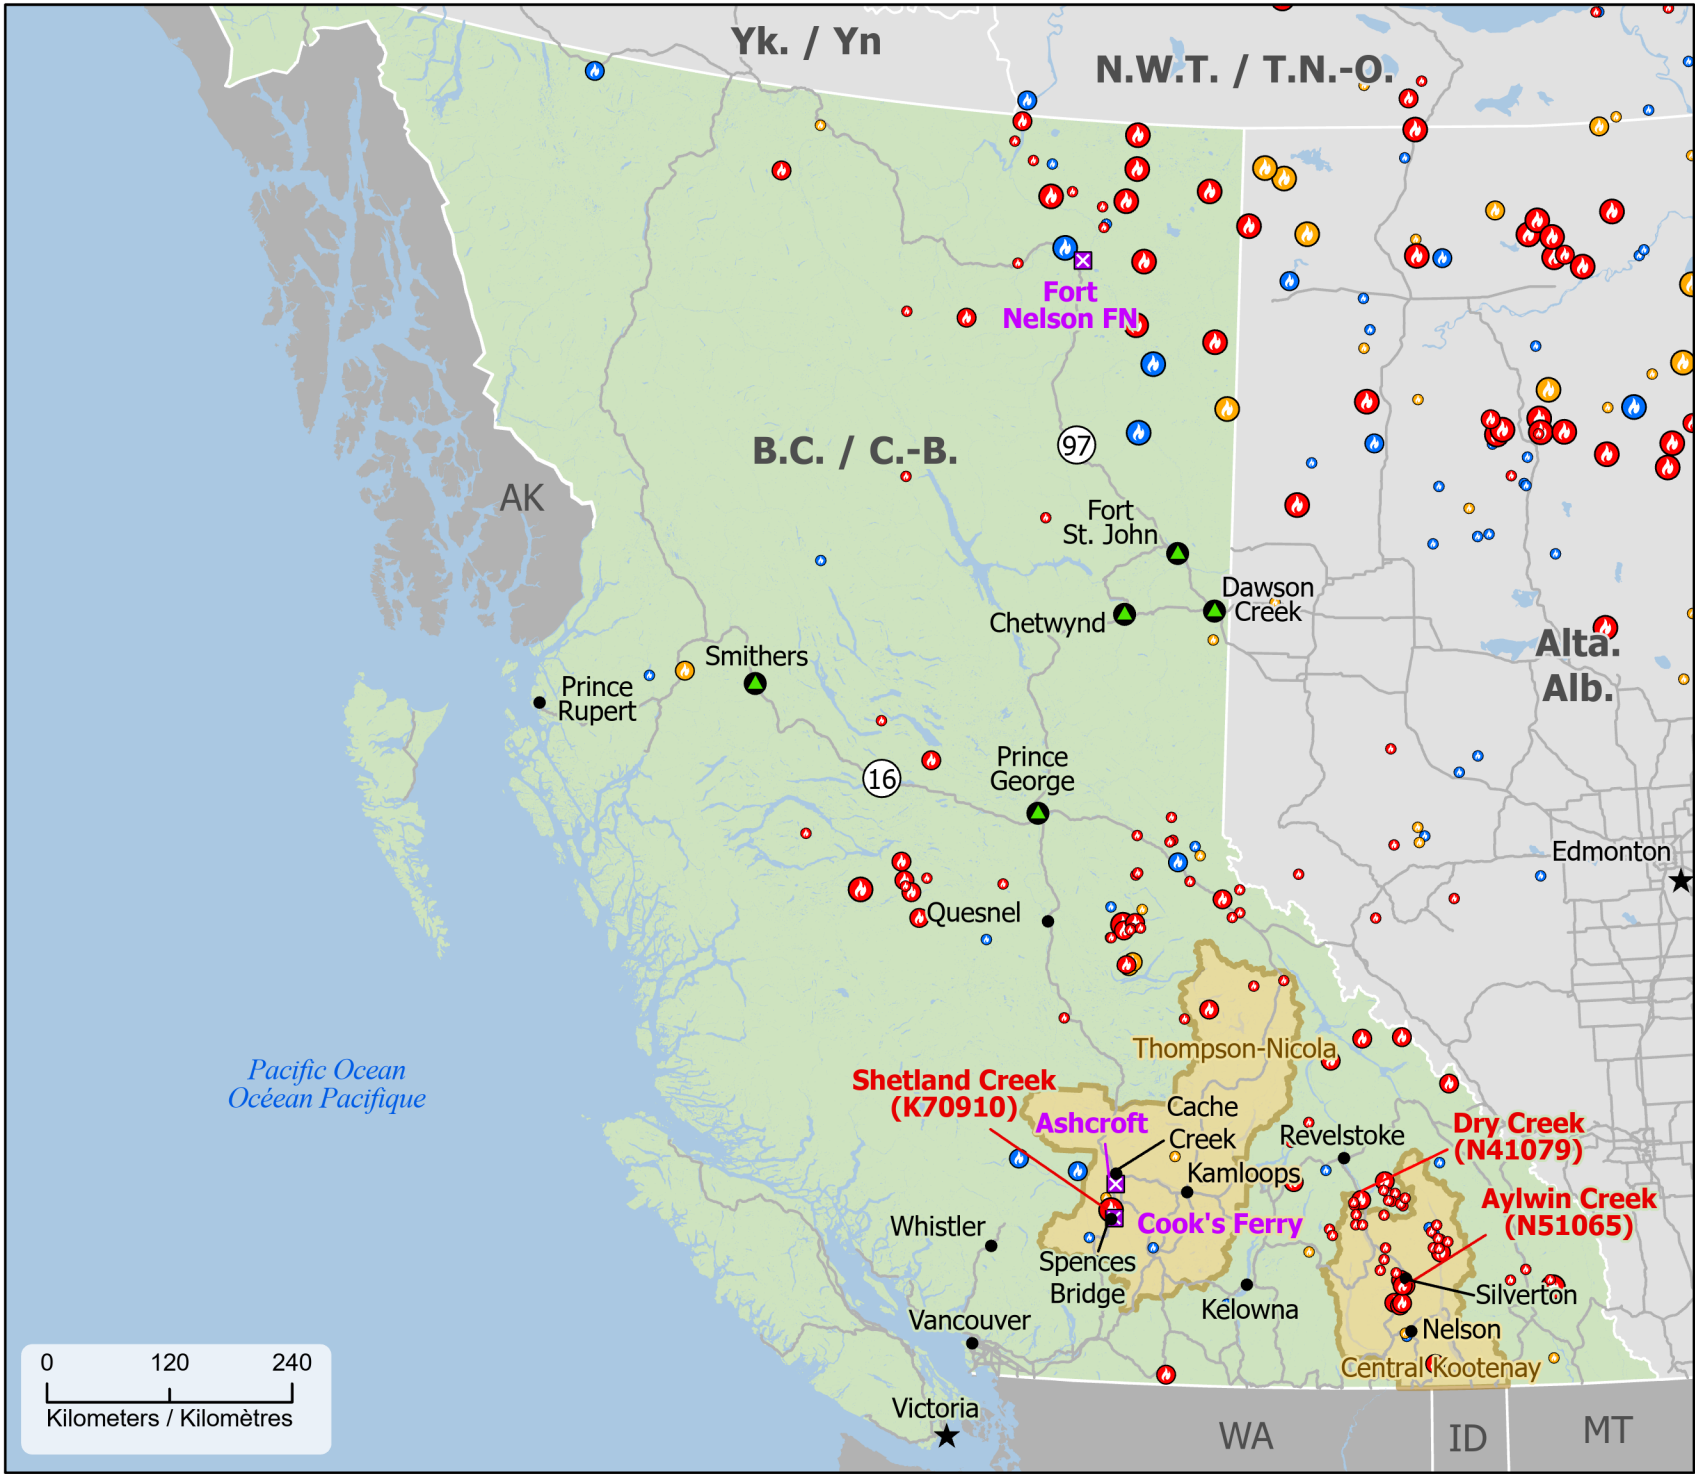 Yk. / Yn
N.W.T. / T.N.-O.
Fort
Nelson FN
97
B.C. / C.-B.
AK
Fort
St. John
Dawson
Creek
Chetwynd
Alta.
Alb.
Smithers
Prince
Rupert
16
Prince
George
Edmonton
Quesnel
Pacific Ocean
Océean Pacifique
Thompson-Nicola
Shetland Creek
(K70910)
Ashcroft
Cache
Creek
Revelstoke
Dry Creek
(N41079)
Kamloops
Aylwin Creek
(N51065)
Whistler
Cook's Ferry
Spences
Bridge
Kelowna
Silverton
Vancouver
Nelson
Central Kootenay
Victoria
WA
ID
MT
0 120 240
Kilometers / Kilomètres